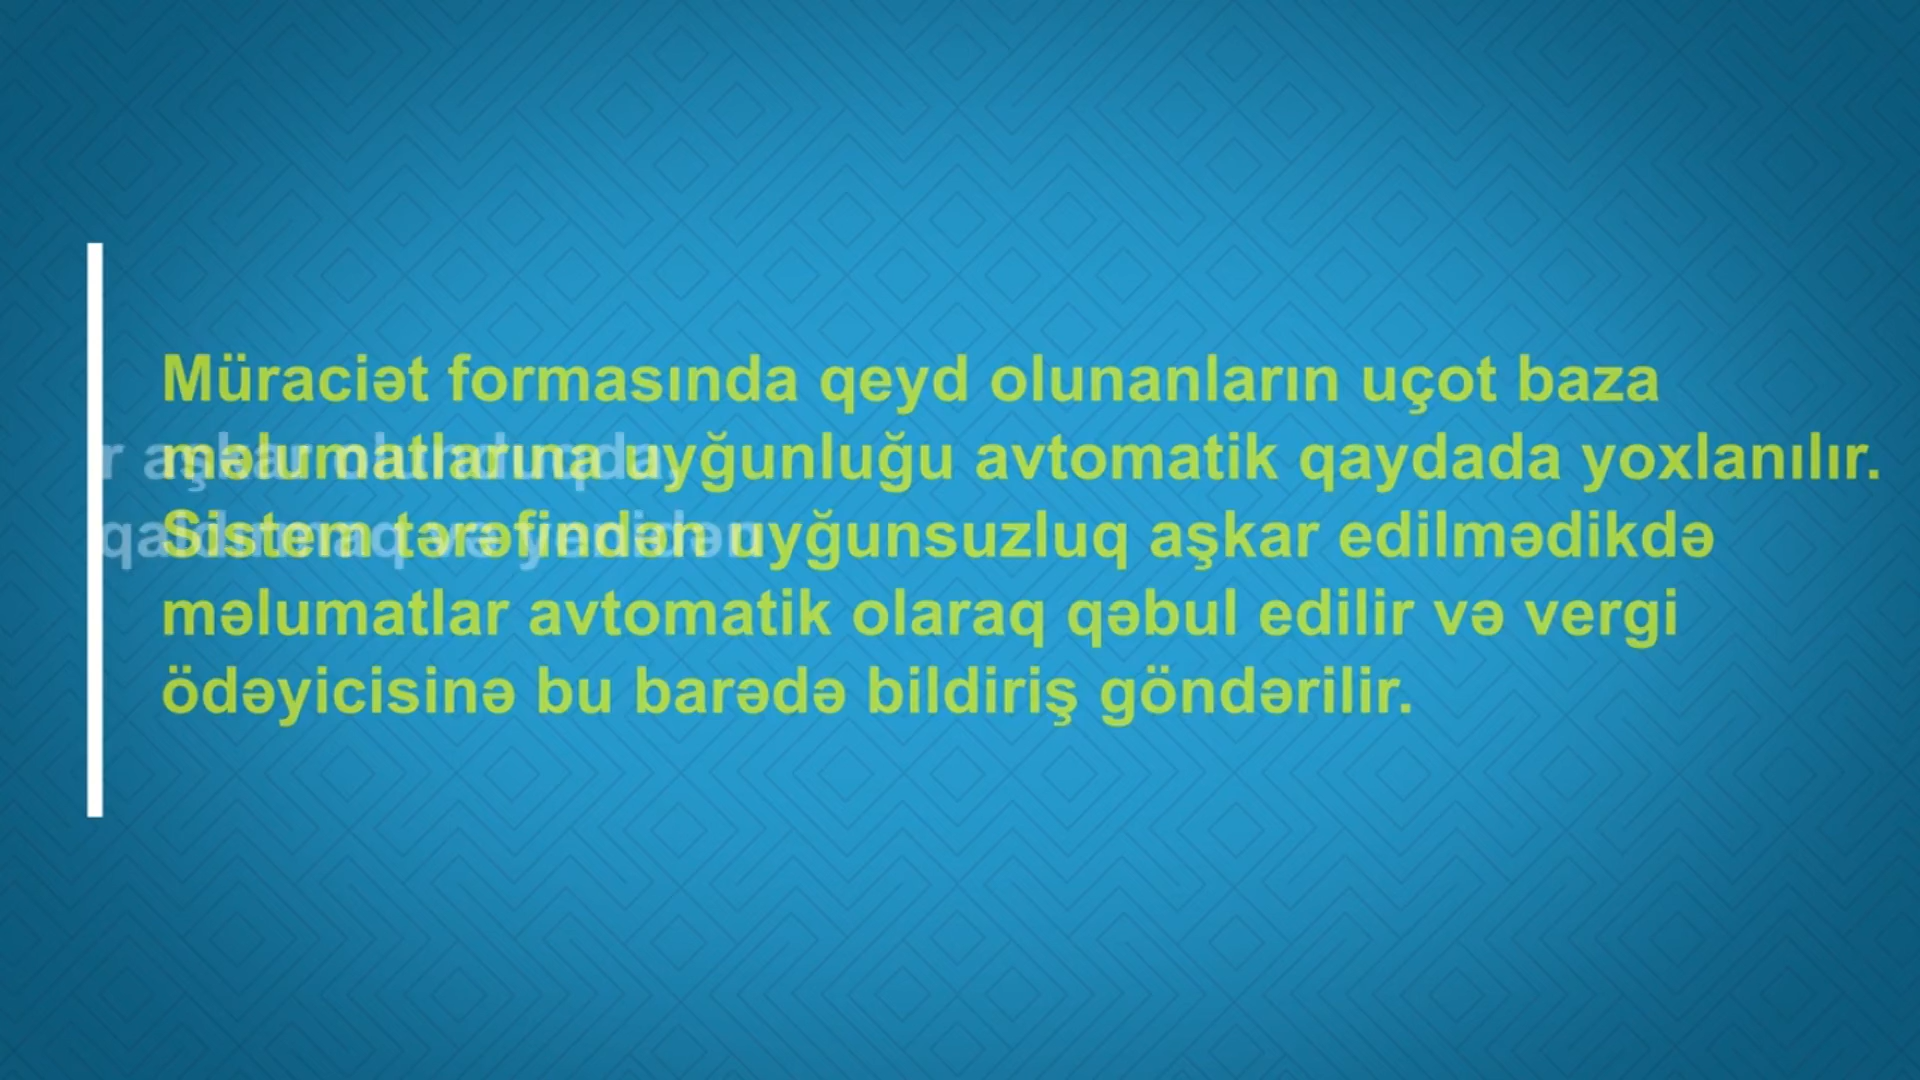 Müraciət formasında qeyd olunanların uçot baza
məlumatlarına uyğunluğu avtomatik qaydada yoxlanılır.
Sistem tərəfindən uyğunsuzluq aşkar edilmədikdə
məlumatlar avtomatik olaraq qəbul edilir və vergi
ödəyicisinə bu barədə bildiriş göndərilir.